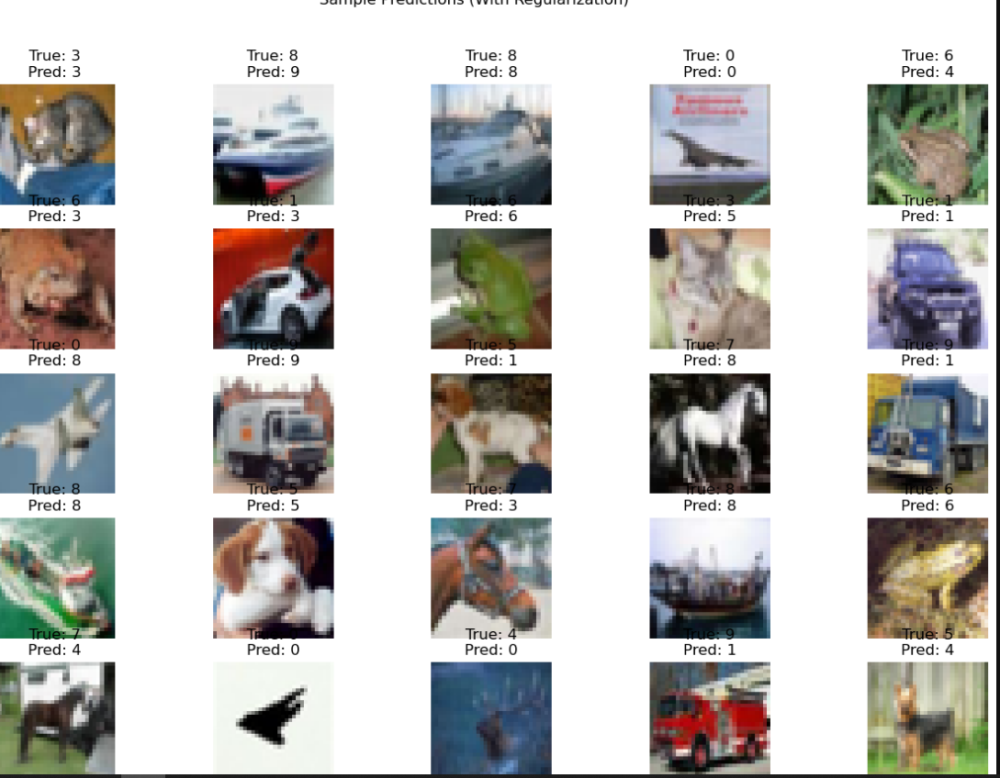 Sample Predictions (With Regularization)
True: 3 True: 8 True: 8 True: 0 True: 6
Pred: 3 Pred: 9 Pred: 8 Pred: 0 Pred: 4
Airlines
True: 6 True: 1 True: 6 True: 3 True: 1
Pred: 3 Pred: 3 Pred: 6 Pred: 5 Pred: 1
True: 0 True: 9 True: 5 True: 7 True: 9
Pred: 8 Pred: 9 Pred: 1 Pred: 8 Pred: 1
True: 8 True: 5 True: 7 True: 8 True: 6
Pred: 8 Pred: 5 Pred: 3 Pred: 8 Pred: 6
True: 7 True: True: 4 True: 9 True: 5
Pred: 4 Pred: 0 Pred: 0 Pred: 1 Pred: 4